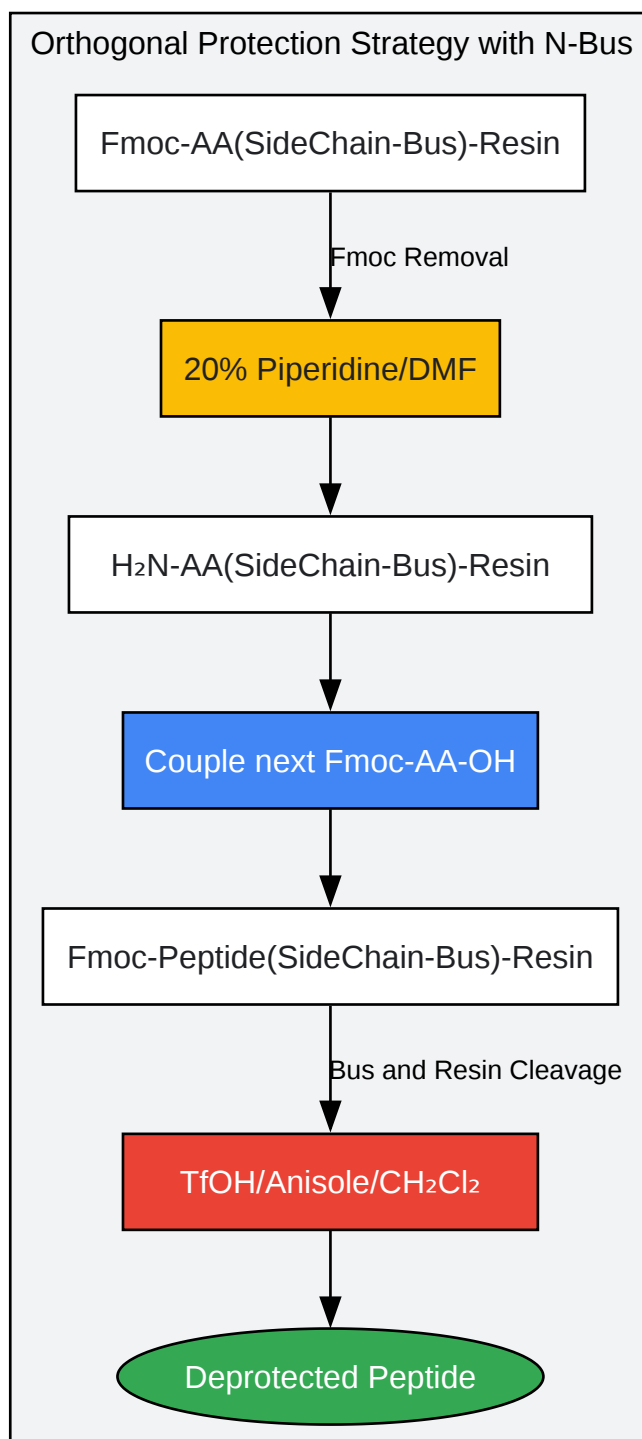 Orthogonal Protection Strategy with N-Bus
Fmoc-AA(SideChain-Bus)-Resin
Fmoc Removal
20% Piperidine/DMF
H₂N-AA(SideChain-Bus)-Resin
Couple next Fmoc-AA-OH
Fmoc-Peptide(SideChain-Bus)-Resin
Bus and Resin Cleavage
TfOH/Anisole/CH₂Cl₂
Deprotected Peptide